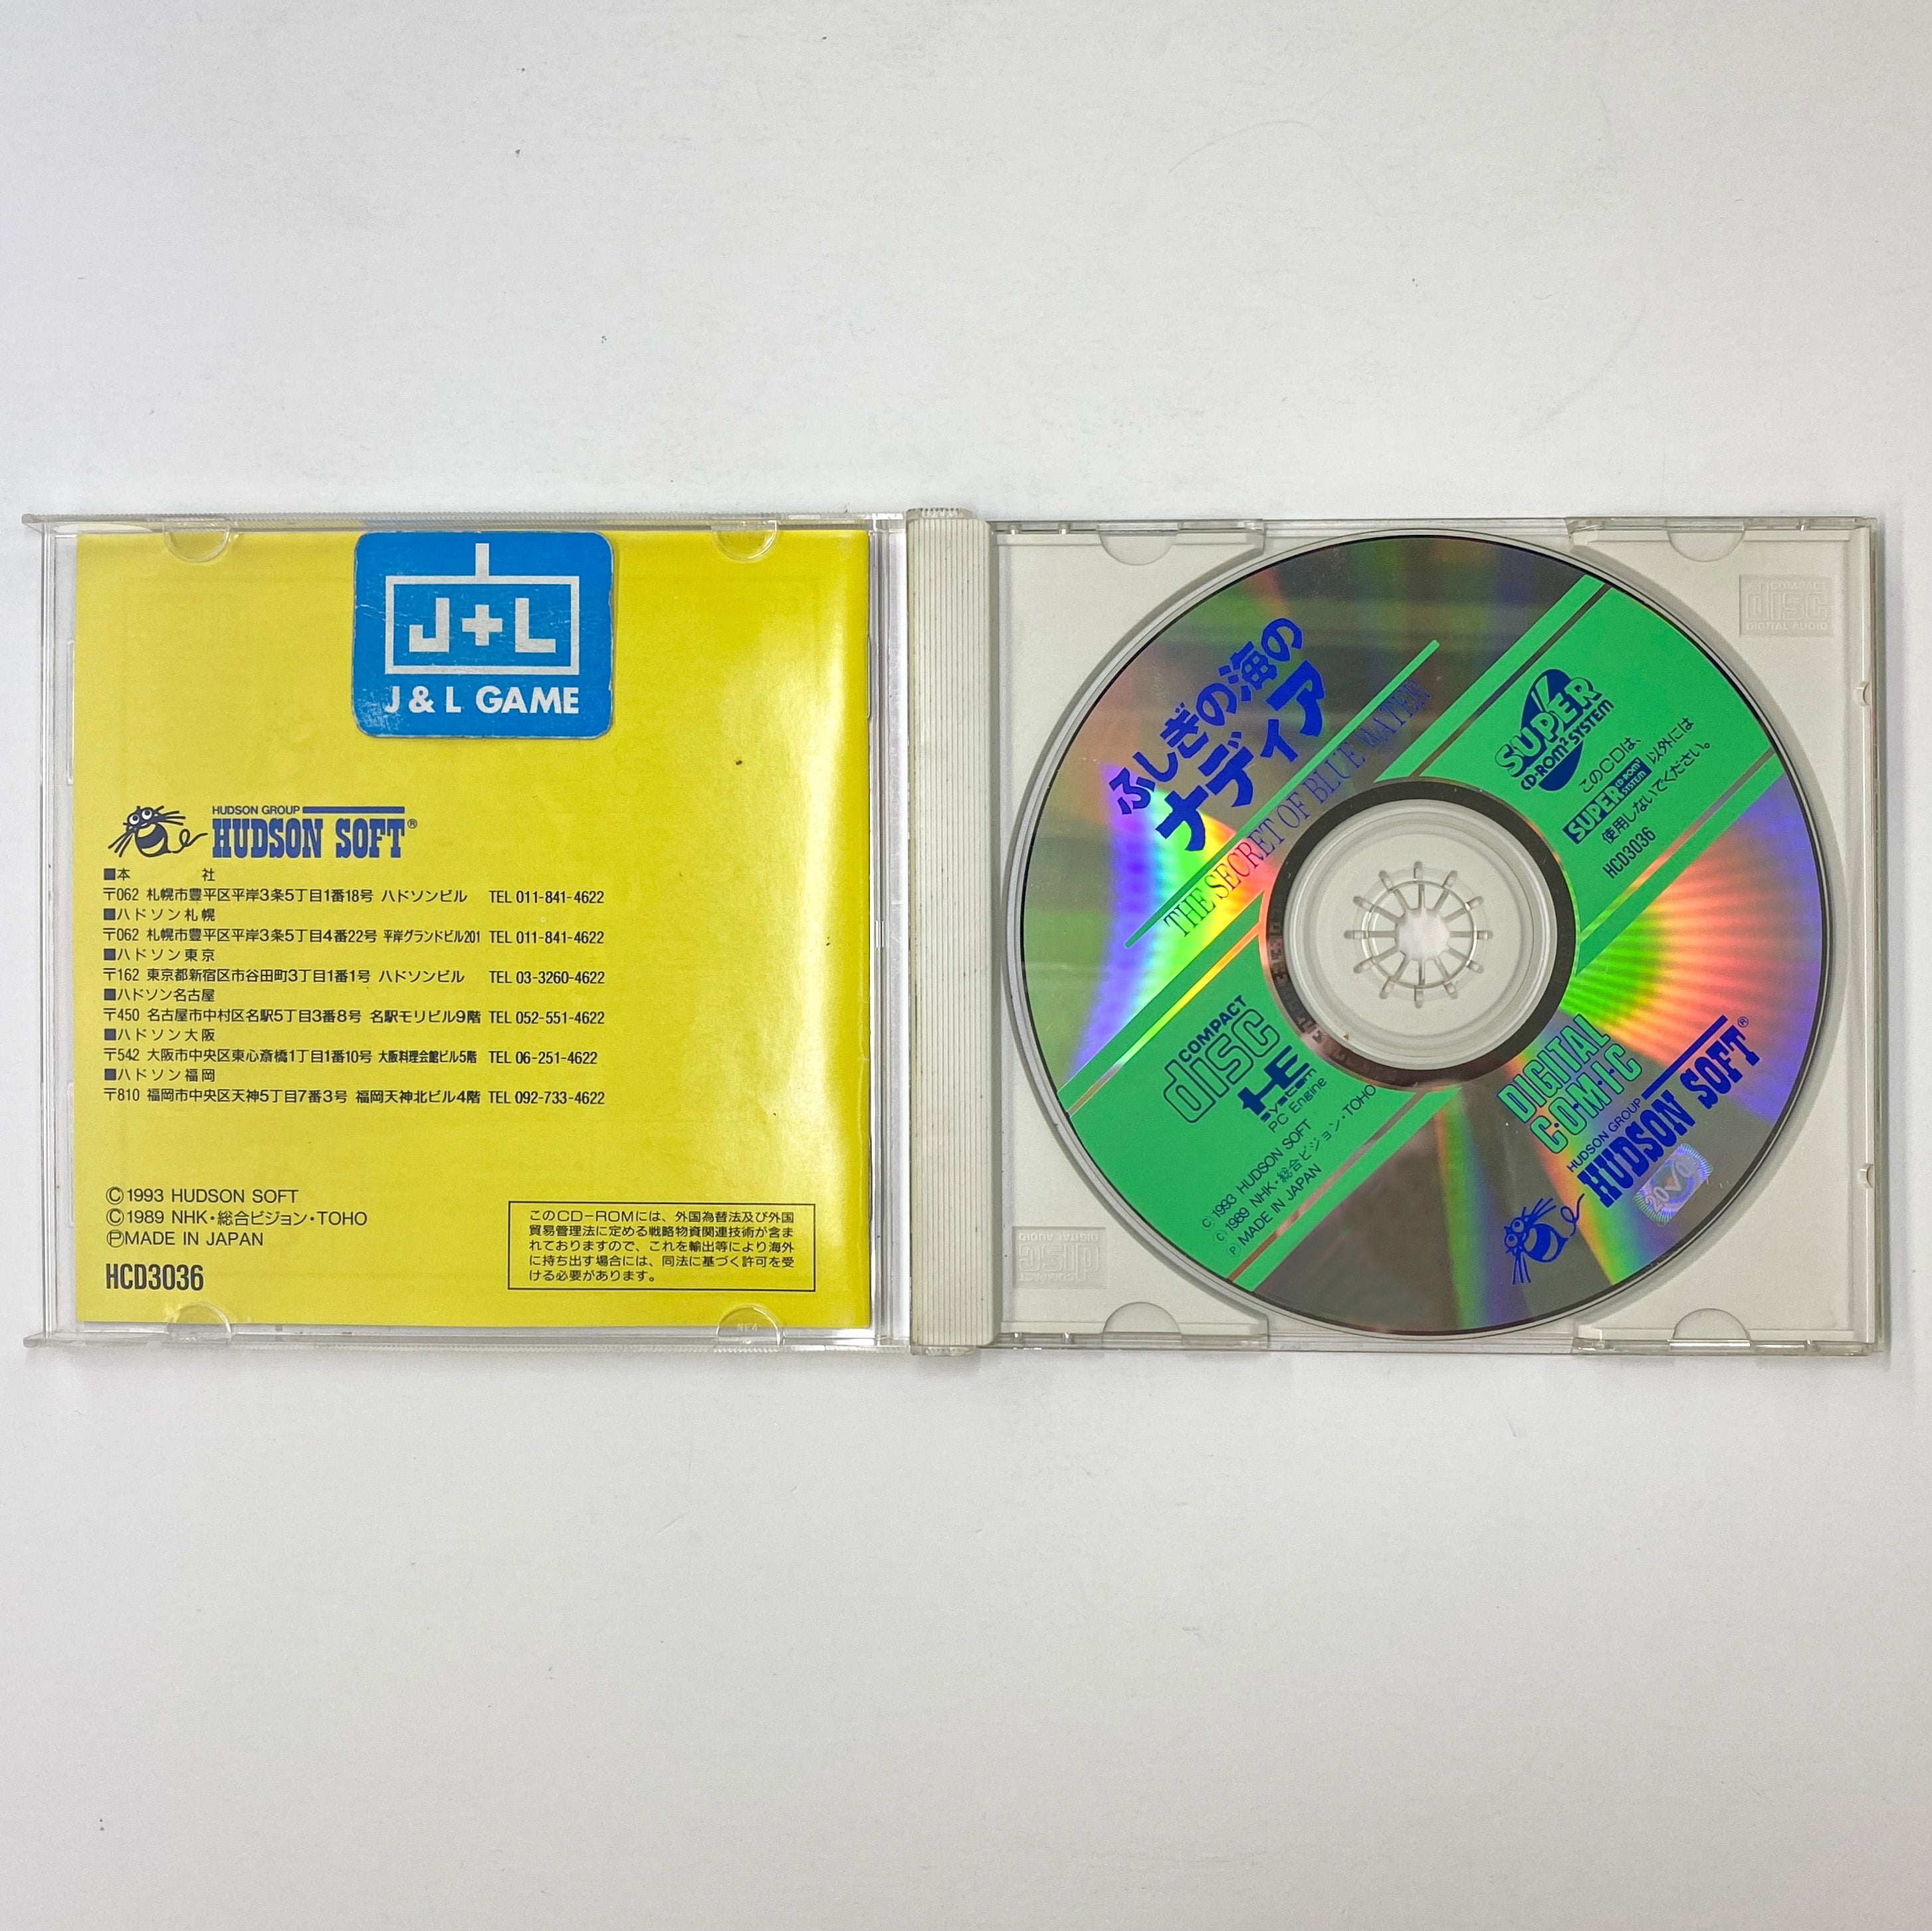 J+L
J & L GAME
HUDSON GROUP
HUDSON SOFT®
■本 社
〒062 札幌市豊平区平岸3条5丁目1番18号 ハドソンビル TEL 011-841-4622
■ハドソン札幌
〒062 札幌市豊平区平岸3条5丁目4番22号 平岸グランドビル201 TEL 011-841-4622
■ハドソン東京
〒162 東京都新宿区市谷田町3丁目1番1号 ハドソンビル TEL 03-3260-4622
■ハドソン名古屋
〒450 名古屋市中村区名駅5丁目3番8号 名駅モリビル9階 TEL 052-551-4622
■ハドソン大阪
〒542 大阪市中央区東心斎橋1丁目1番10号 大阪料理会館ビル5階 TEL 06-251-4622
■ハドソン福岡
〒810 福岡市中央区天神5丁目7番3号 福岡天神北ビル4階 TEL 092-733-4622
Ⓒ1993 HUDSON SOFT
Ⓒ1989 NHK・総合ビジョン・TOHO
ⓅMADE IN JAPAN
HCD3036
このCD-ROMには、外国為替法及び外国
貿易管理法に定める戦略物資関連技術が含ま
れておりますので、これを輸出等により海外
に持ち出す場合には、同法に基づく許可を受
ける必要があります。
ふしぎの海の
ナディア
THE SECRET OF BLUE WATER
SUPER
CD-ROM² SYSTEM
このCDは、
SUPER CD-ROM² SYSTEM 以外には
使用しないでください。
HCD3036
COMPACT
disc
HE SYSTEM
PC Engine
Ⓒ1993 HUDSON SOFT
Ⓒ1989 NHK・総合ビジョン・TOHO
ⓅMADE IN JAPAN
DIGITAL
COMIC
HUDSON GROUP
HUDSON SOFT®
COMPACT
disc
DIGITAL AUDIO
COMPACT
disc
DIGITAL AUDIO